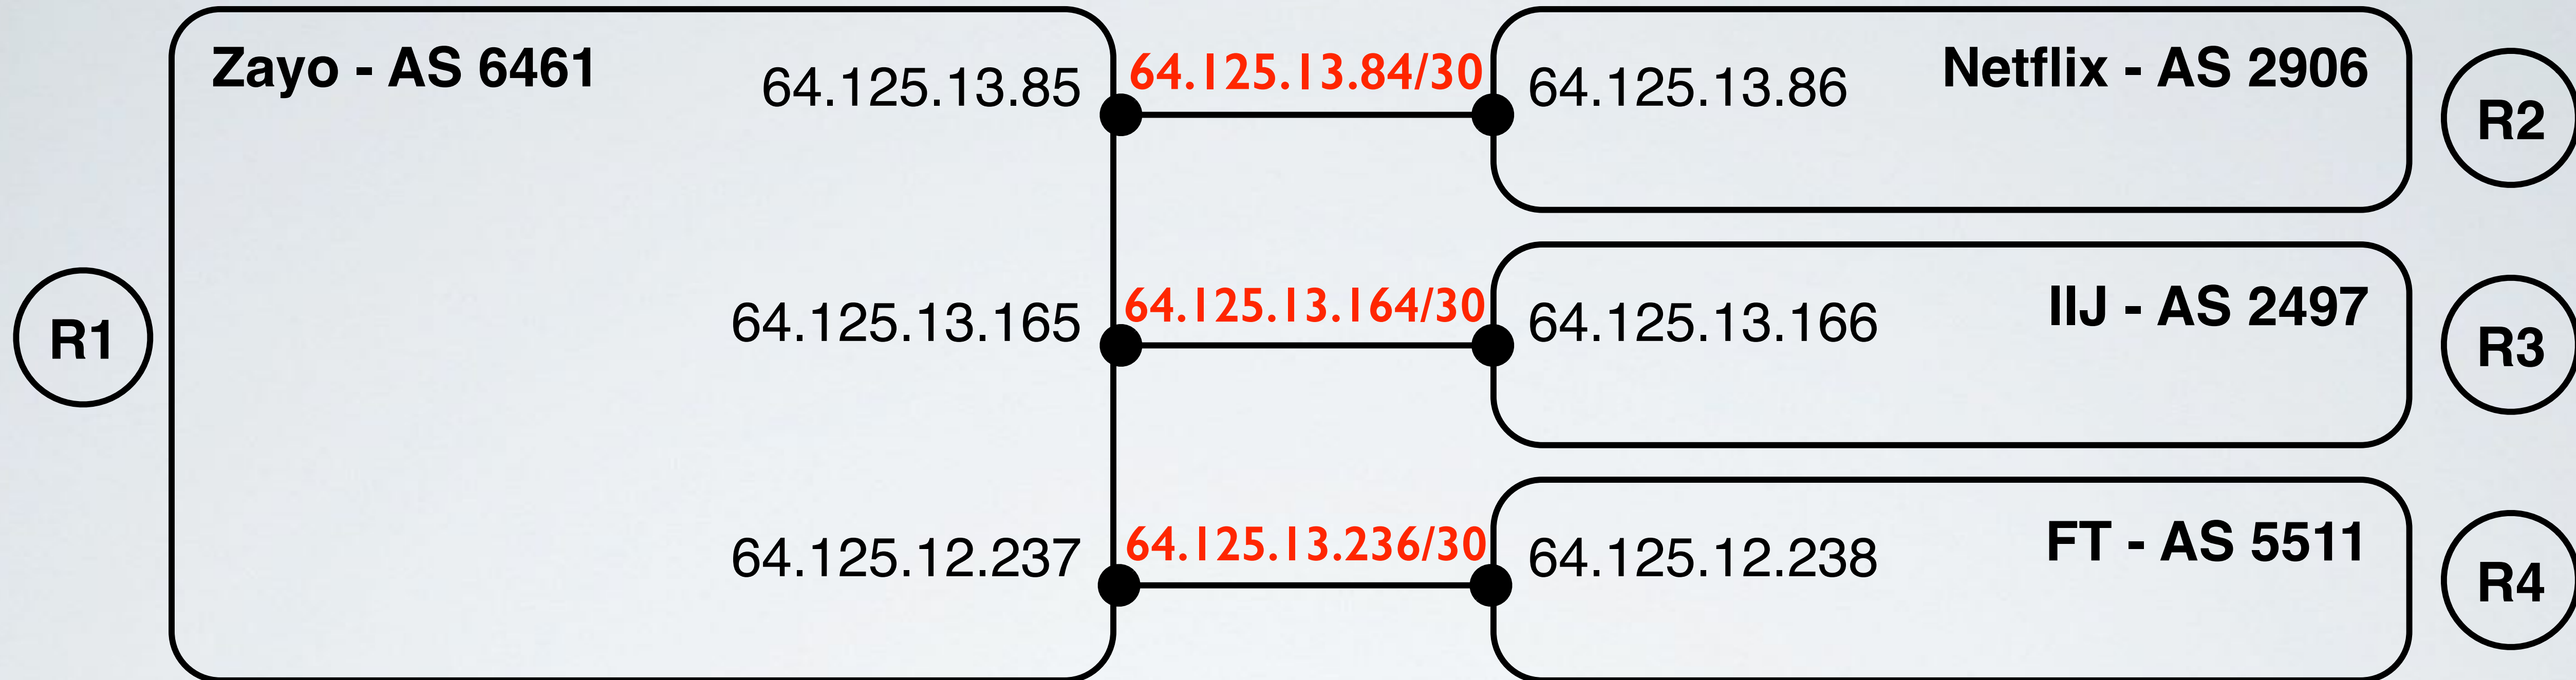 Zayo - AS 6461
64.125.13.85
64.125.13.84/30
64.125.13.86
Netflix - AS 2906
R2
R1
64.125.13.165
64.125.13.164/30
64.125.13.166
IIJ - AS 2497
R3
64.125.12.237
64.125.13.236/30
64.125.12.238
FT - AS 5511
R4